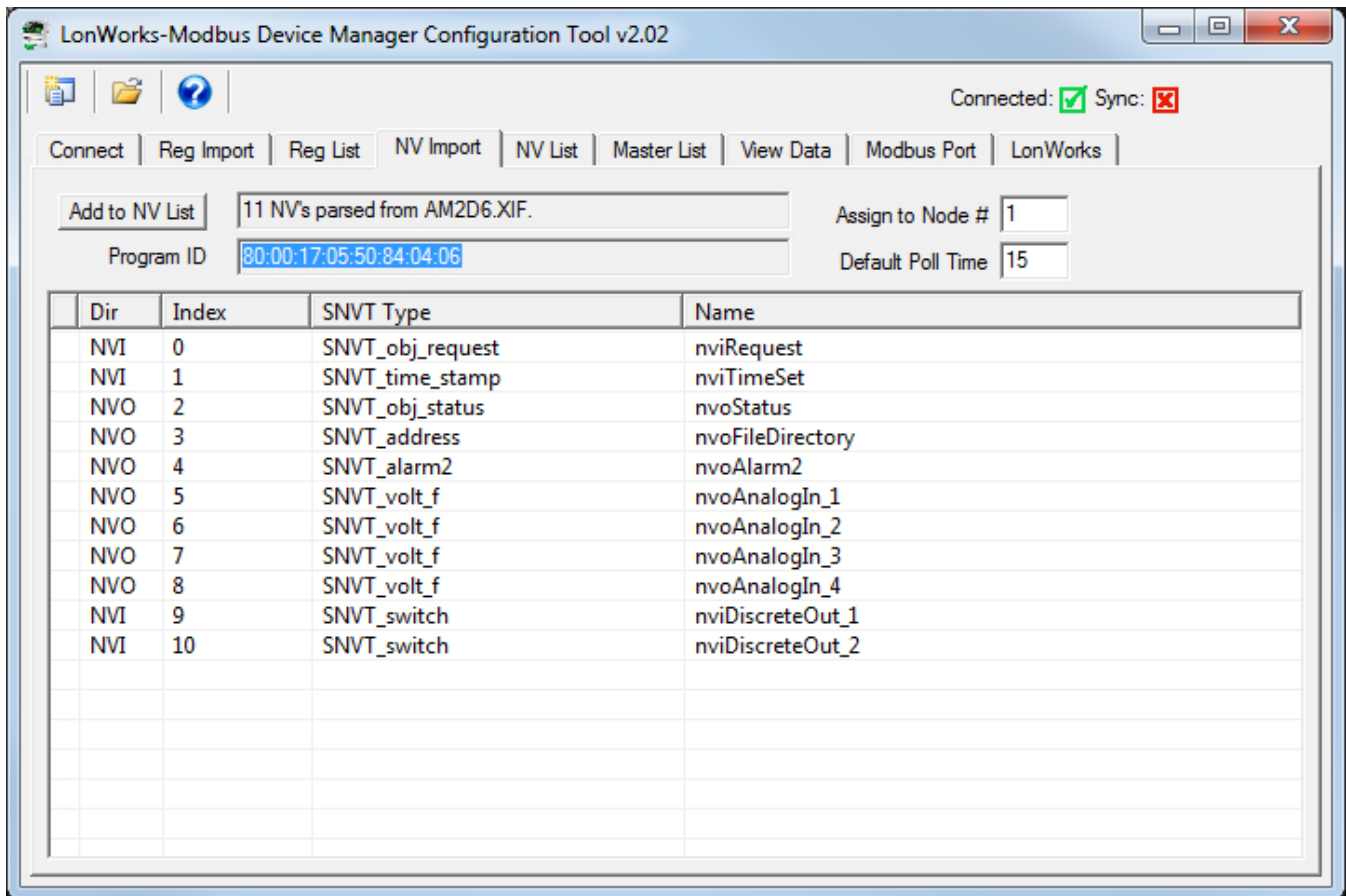 LonWorks-Modbus Device Manager Configuration Tool v2.02
Connected: Sync:
Connect Reg Import Reg List NV Import NV List Master List View Data Modbus Port LonWorks
Add to NV List 11 NV's parsed from AM2D6.XIF. Assign to Node # 1
Program ID 80:00:17:05:50:84:04:06 Default Poll Time 15
Dir Index SNVT Type Name
NVI 0 SNVT_obj_request nviRequest
NVI 1 SNVT_time_stamp nviTimeSet
NVO 2 SNVT_obj_status nvoStatus
NVO 3 SNVT_address nvoFileDirectory
NVO 4 SNVT_alarm2 nvoAlarm2
NVO 5 SNVT_volt_f nvoAnalogIn_1
NVO 6 SNVT_volt_f nvoAnalogIn_2
NVO 7 SNVT_volt_f nvoAnalogIn_3
NVO 8 SNVT_volt_f nvoAnalogIn_4
NVI 9 SNVT_switch nviDiscreteOut_1
NVI 10 SNVT_switch nviDiscreteOut_2